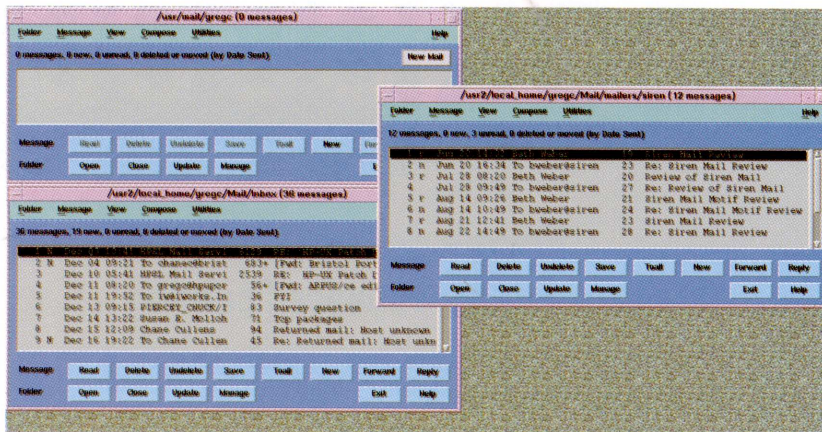 /usr/mail/gregc (0 messages)
Folder Message View Compose Utilities Help
0 messages, 0 new, 0 unread, 0 deleted or moved (by Date Sent)
New Mail
Message Read Delete Undelete Save Toall New
Folder Open Close Update Manage
/usr2/local_home/gregc/Mail/mailers/siren (12 messages)
Folder Message View Compose Utilities Help
12 messages, 0 new, 3 unread, 0 deleted or moved (by Date Sent)
1 r Beth Weber 19 Siren Mail Review
2 n Jun 20 16:34 To bweber@siren 23 Re: Siren Mail Review
3 r Jul 28 08:20 Beth Weber 20 Review of Siren Mail
4 Jul 28 09:49 To bweber@siren 27 Re: Review of Siren Mail
5 r Aug 14 09:26 Beth Weber 21 Siren Mail Motif Review
6 n Aug 14 10:49 To bweber@siren 24 Re: Siren Mail Motif Review
7 r Aug 21 12:41 Beth Weber 23 Siren Mail Review
8 n Aug 22 14:49 To bweber@siren 28 Re: Siren Mail Review
Message Read Delete Undelete Save Toall New Forward Reply
Folder Open Close Update Manage Exit Help
/usr2/local_home/gregc/Mail/Inbox (36 messages)
Folder Message View Compose Utilities
36 messages, 19 new, 0 unread, 0 deleted or moved (by Date Sent)
2 N Dec 04 09:21 To chanac@brist 683+ [Fwd: Bristol Port
3 Dec 10 05:41 HPSL Mail Servi 2539 RE: HP-UX Patch
4 Dec 11 08:20 To gregc@hpupor 56+ [Fwd: edi
5 Dec 11 19:52 To iw@iworks.In 36 FYI
6 Dec 13 09:15 PIERCEY_CHUCK/I 83 Survey question
7 Dec 14 13:22 Susan R. Molloh 71 Top packages
8 Dec 15 12:09 Chane Cullens 94 Returned mail: Host unknown
9 N Dec 16 19:22 To Chane Cullen 45 Re: Returned mail: Host unkn
Message Read Delete Undelete Save Toall New Forward Reply
Folder Open Close Update Manage Exit Help